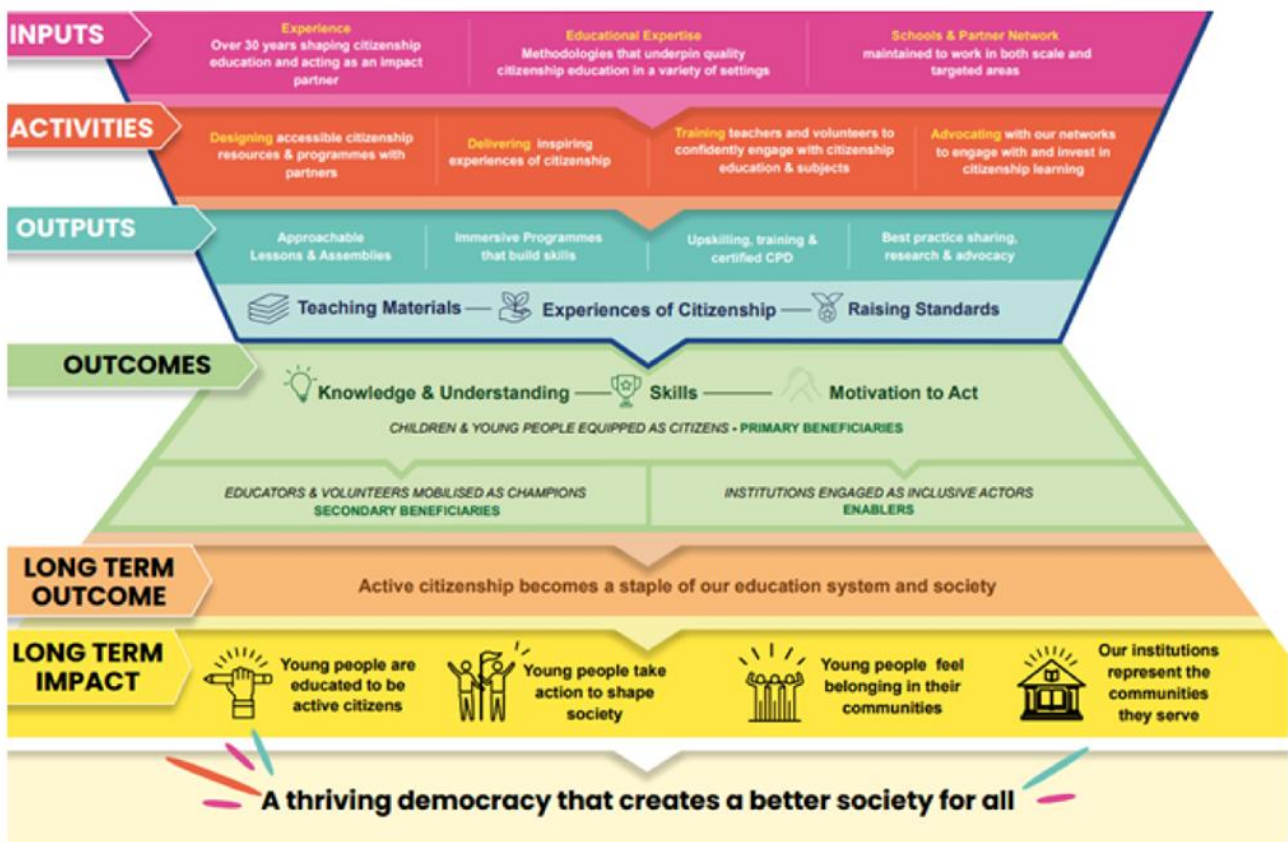 INPUTS
Experience
Over 30 years shaping citizenship
education and acting as an impact
partner
Educational Expertise
Methodologies that underpin quality
citizenship education in a variety of settings
Schools & Partner Network
maintained to work in both scale and
targeted areas
ACTIVITIES
Designing accessible citizenship
resources & programmes with
partners
Delivering inspiring
experiences of citizenship
Training teachers and volunteers to
confidently engage with citizenship
education & subjects
Advocating with our networks
to engage with and invest in
citizenship learning
OUTPUTS
Approachable
Lessons & Assemblies
Immersive Programmes
that build skills
Upskilling, training &
certified CPD
Best practice sharing,
research & advocacy
Teaching Materials
Experiences of Citizenship
Raising Standards
OUTCOMES
Knowledge & Understanding
Skills
Motivation to Act
CHILDREN & YOUNG PEOPLE EQUIPPED AS CITIZENS - PRIMARY BENEFICIARIES
EDUCATORS & VOLUNTEERS MOBILISED AS CHAMPIONS
SECONDARY BENEFICIARIES
INSTITUTIONS ENGAGED AS INCLUSIVE ACTORS
ENABLERS
LONG TERM
OUTCOME
Active citizenship becomes a staple of our education system and society
LONG TERM
IMPACT
Young people are
educated to be
active citizens
Young people take
action to shape
society
Young people feel
belonging in their
communities
Our institutions
represent the
communities
they serve
A thriving democracy that creates a better society for all